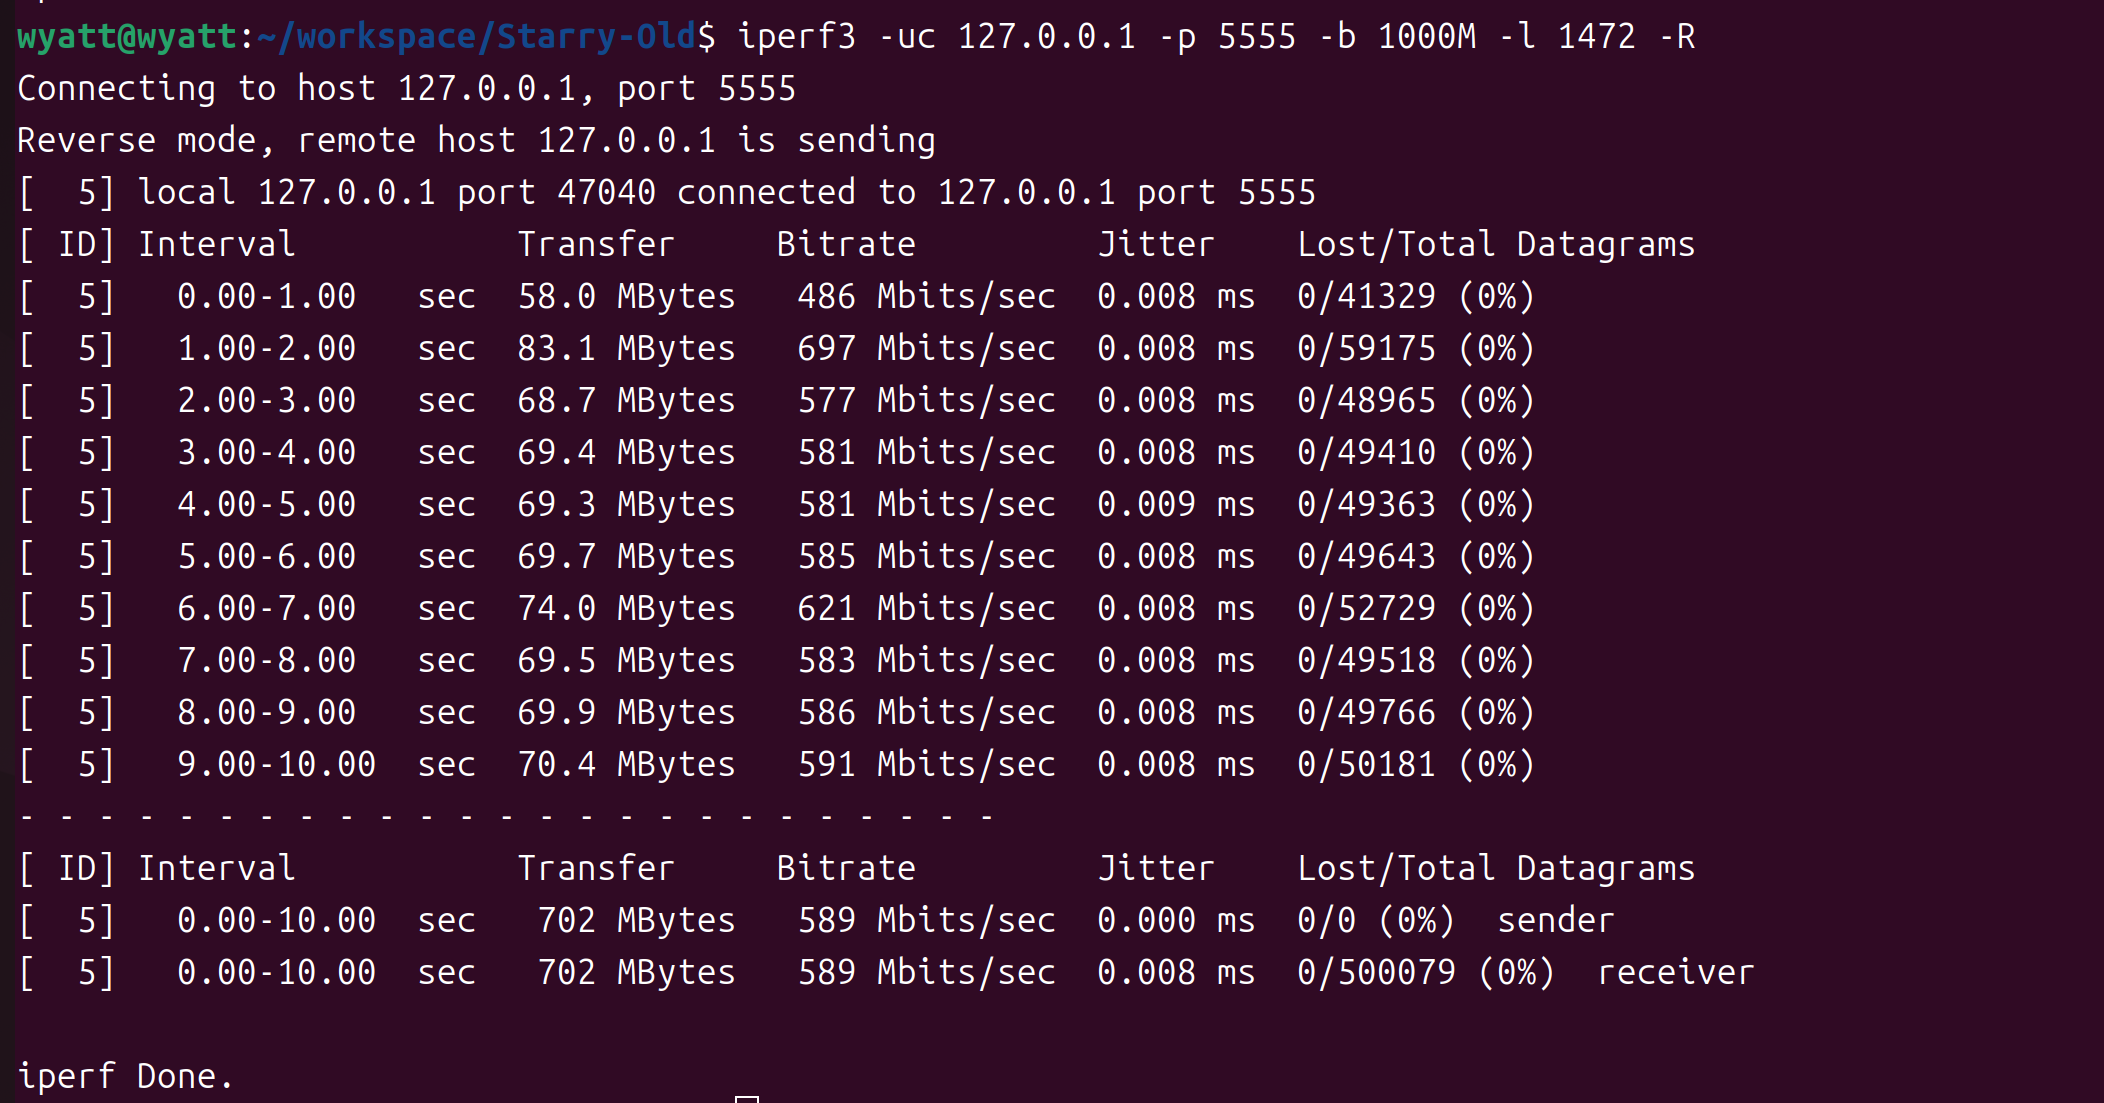 wyatt@wyatt:~/workspace/Starry-Old$ iperf3 -uc 127.0.0.1 -p 5555 -b 1000M -l 1472 -R
Connecting to host 127.0.0.1, port 5555
Reverse mode, remote host 127.0.0.1 is sending
[  5] local 127.0.0.1 port 47040 connected to 127.0.0.1 port 5555
[ ID] Interval           Transfer     Bitrate         Jitter    Lost/Total Datagrams
[  5]   0.00-1.00   sec  58.0 MBytes   486 Mbits/sec  0.008 ms  0/41329 (0%)
[  5]   1.00-2.00   sec  83.1 MBytes   697 Mbits/sec  0.008 ms  0/59175 (0%)
[  5]   2.00-3.00   sec  68.7 MBytes   577 Mbits/sec  0.008 ms  0/48965 (0%)
[  5]   3.00-4.00   sec  69.4 MBytes   581 Mbits/sec  0.008 ms  0/49410 (0%)
[  5]   4.00-5.00   sec  69.3 MBytes   581 Mbits/sec  0.009 ms  0/49363 (0%)
[  5]   5.00-6.00   sec  69.7 MBytes   585 Mbits/sec  0.008 ms  0/49643 (0%)
[  5]   6.00-7.00   sec  74.0 MBytes   621 Mbits/sec  0.008 ms  0/52729 (0%)
[  5]   7.00-8.00   sec  69.5 MBytes   583 Mbits/sec  0.008 ms  0/49518 (0%)
[  5]   8.00-9.00   sec  69.9 MBytes   586 Mbits/sec  0.008 ms  0/49766 (0%)
[  5]   9.00-10.00  sec  70.4 MBytes   591 Mbits/sec  0.008 ms  0/50181 (0%)
- - - - - - - - - - - - - - - - - - - - - - - - -
[ ID] Interval           Transfer     Bitrate         Jitter    Lost/Total Datagrams
[  5]   0.00-10.00  sec   702 MBytes   589 Mbits/sec  0.000 ms  0/0 (0%)  sender
[  5]   0.00-10.00  sec   702 MBytes   589 Mbits/sec  0.008 ms  0/500079 (0%)  receiver
iperf Done.